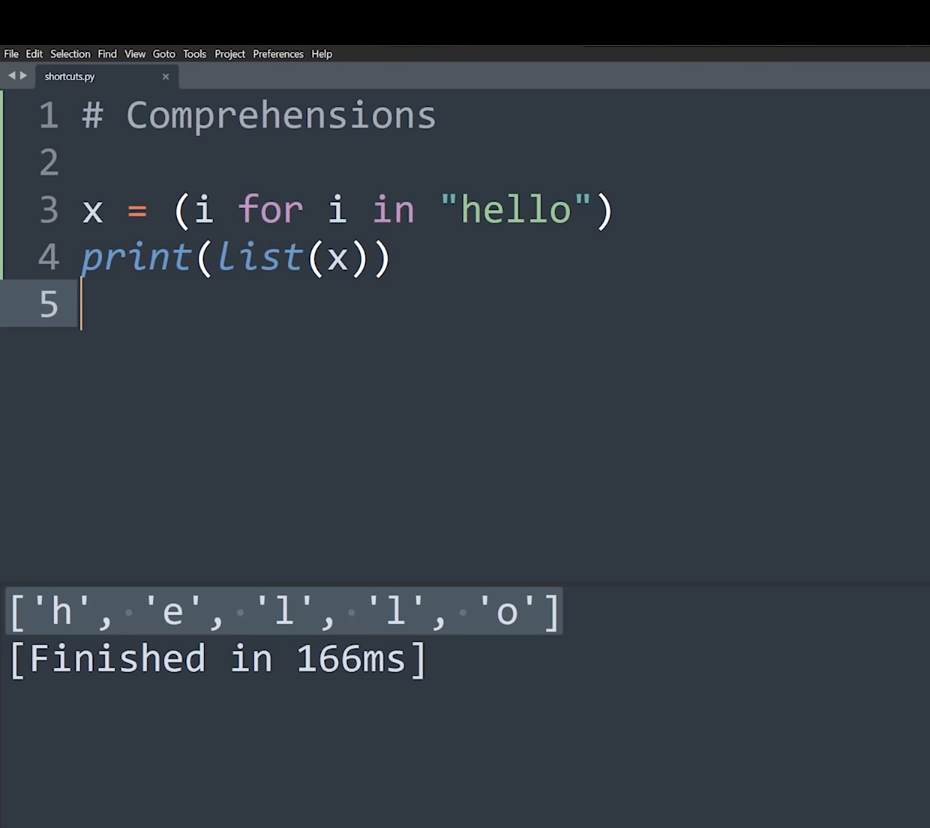 File Edit Selection Find View Goto Tools Project Preferences Help
shortcuts.py ×
1 # Comprehensions
2
3 x = (i for i in "hello")
4 print(list(x))
5
['h', 'e', 'l', 'l', 'o']
[Finished in 166ms]